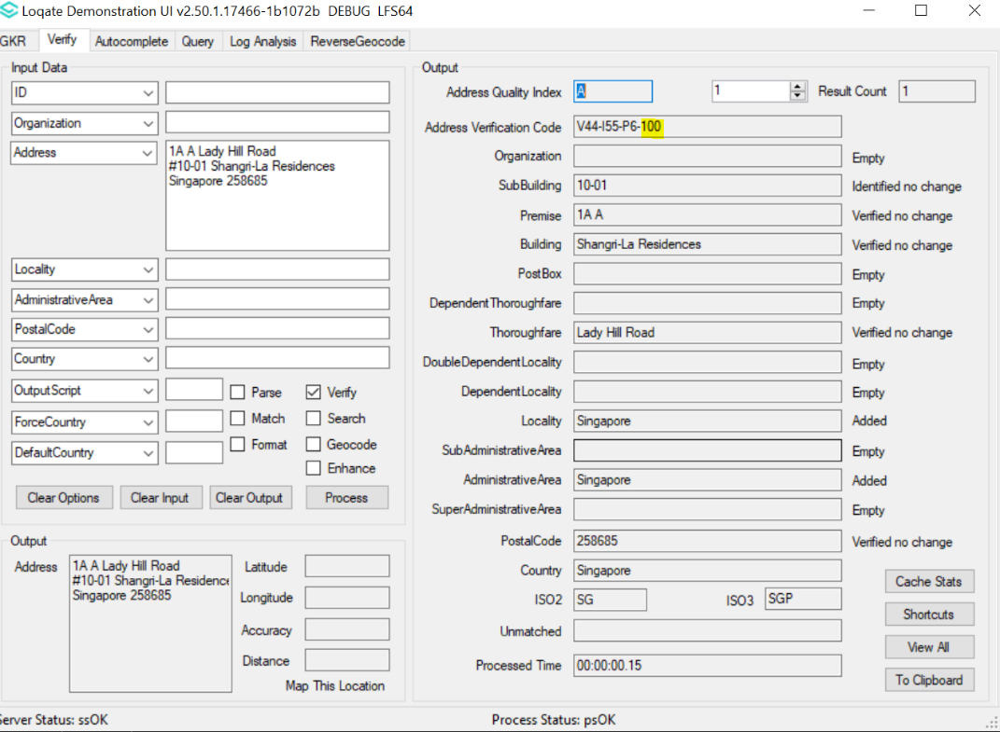 Loqate Demonstration UI v2.50.1.17466-1b1072b DEBUG LFS64
GKR Verify Autocomplete Query Log Analysis ReverseGeocode
Input Data
ID
Organization
Address
1A A Lady Hill Road
#10-01 Shangri-La Residences
Singapore 258685
Locality
AdministrativeArea
PostalCode
Country
OutputScript Parse Verify
ForceCountry Match Search
DefaultCountry Format Geocode
Enhance
Clear Options Clear Input Clear Output Process
Output
Address
1A A Lady Hill Road
#10-01 Shangri-La Residence
Singapore 258685
Latitude
Longitude
Accuracy
Distance
Map This Location
Output
Address Quality Index A 1 Result Count 1
Address Verification Code V44-I55-P6-100
Organization Empty
SubBuilding 10-01 Identified no change
Premise 1A A Verified no change
Building Shangri-La Residences Verified no change
PostBox Empty
DependentThoroughfare Empty
Thoroughfare Lady Hill Road Verified no change
DoubleDependentLocality Empty
DependentLocality Empty
Locality Singapore Added
SubAdministrativeArea Empty
AdministrativeArea Singapore Added
SuperAdministrativeArea Empty
PostalCode 258685 Verified no change
Country Singapore
ISO2 SG ISO3 SGP
Unmatched
Processed Time 00:00:00.15
Cache Stats
Shortcuts
View All
To Clipboard
Server Status: ssOK Process Status: psOK